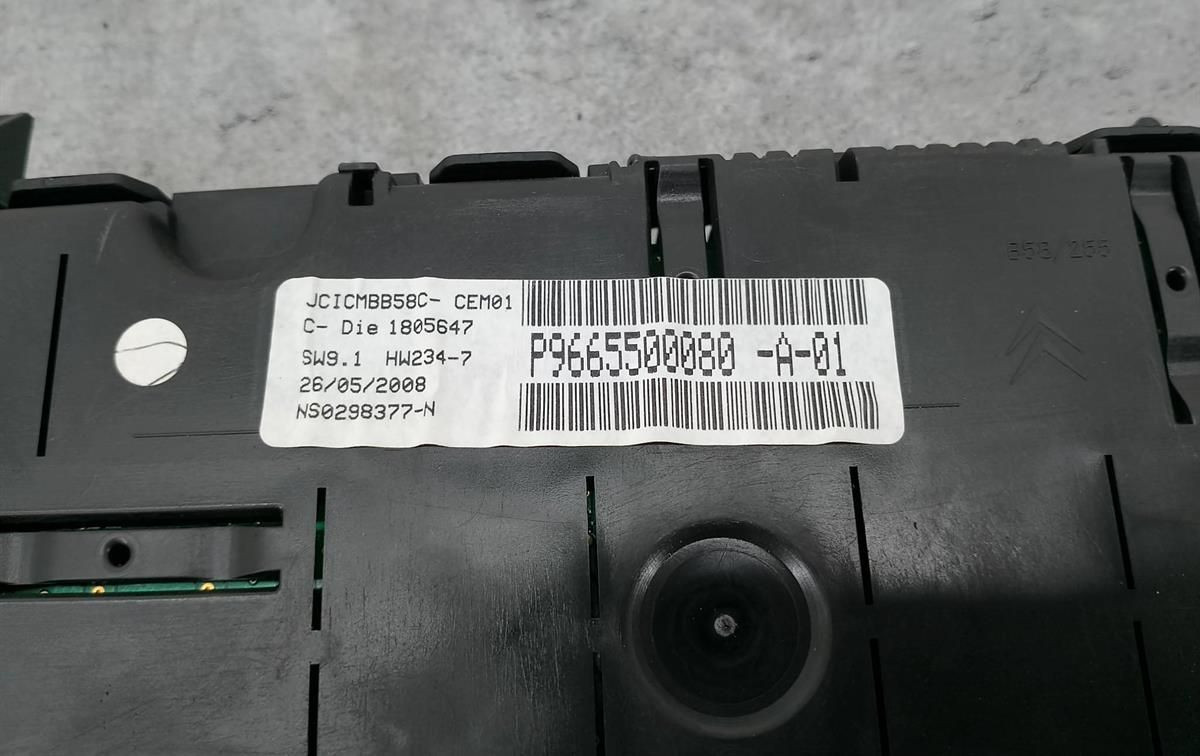 B58/255
JCICMBB58C- CEM01
C- Die 1805647
SW9.1 HW234-7
26/05/2008
NS0298377-N
P9665500080 -A-01